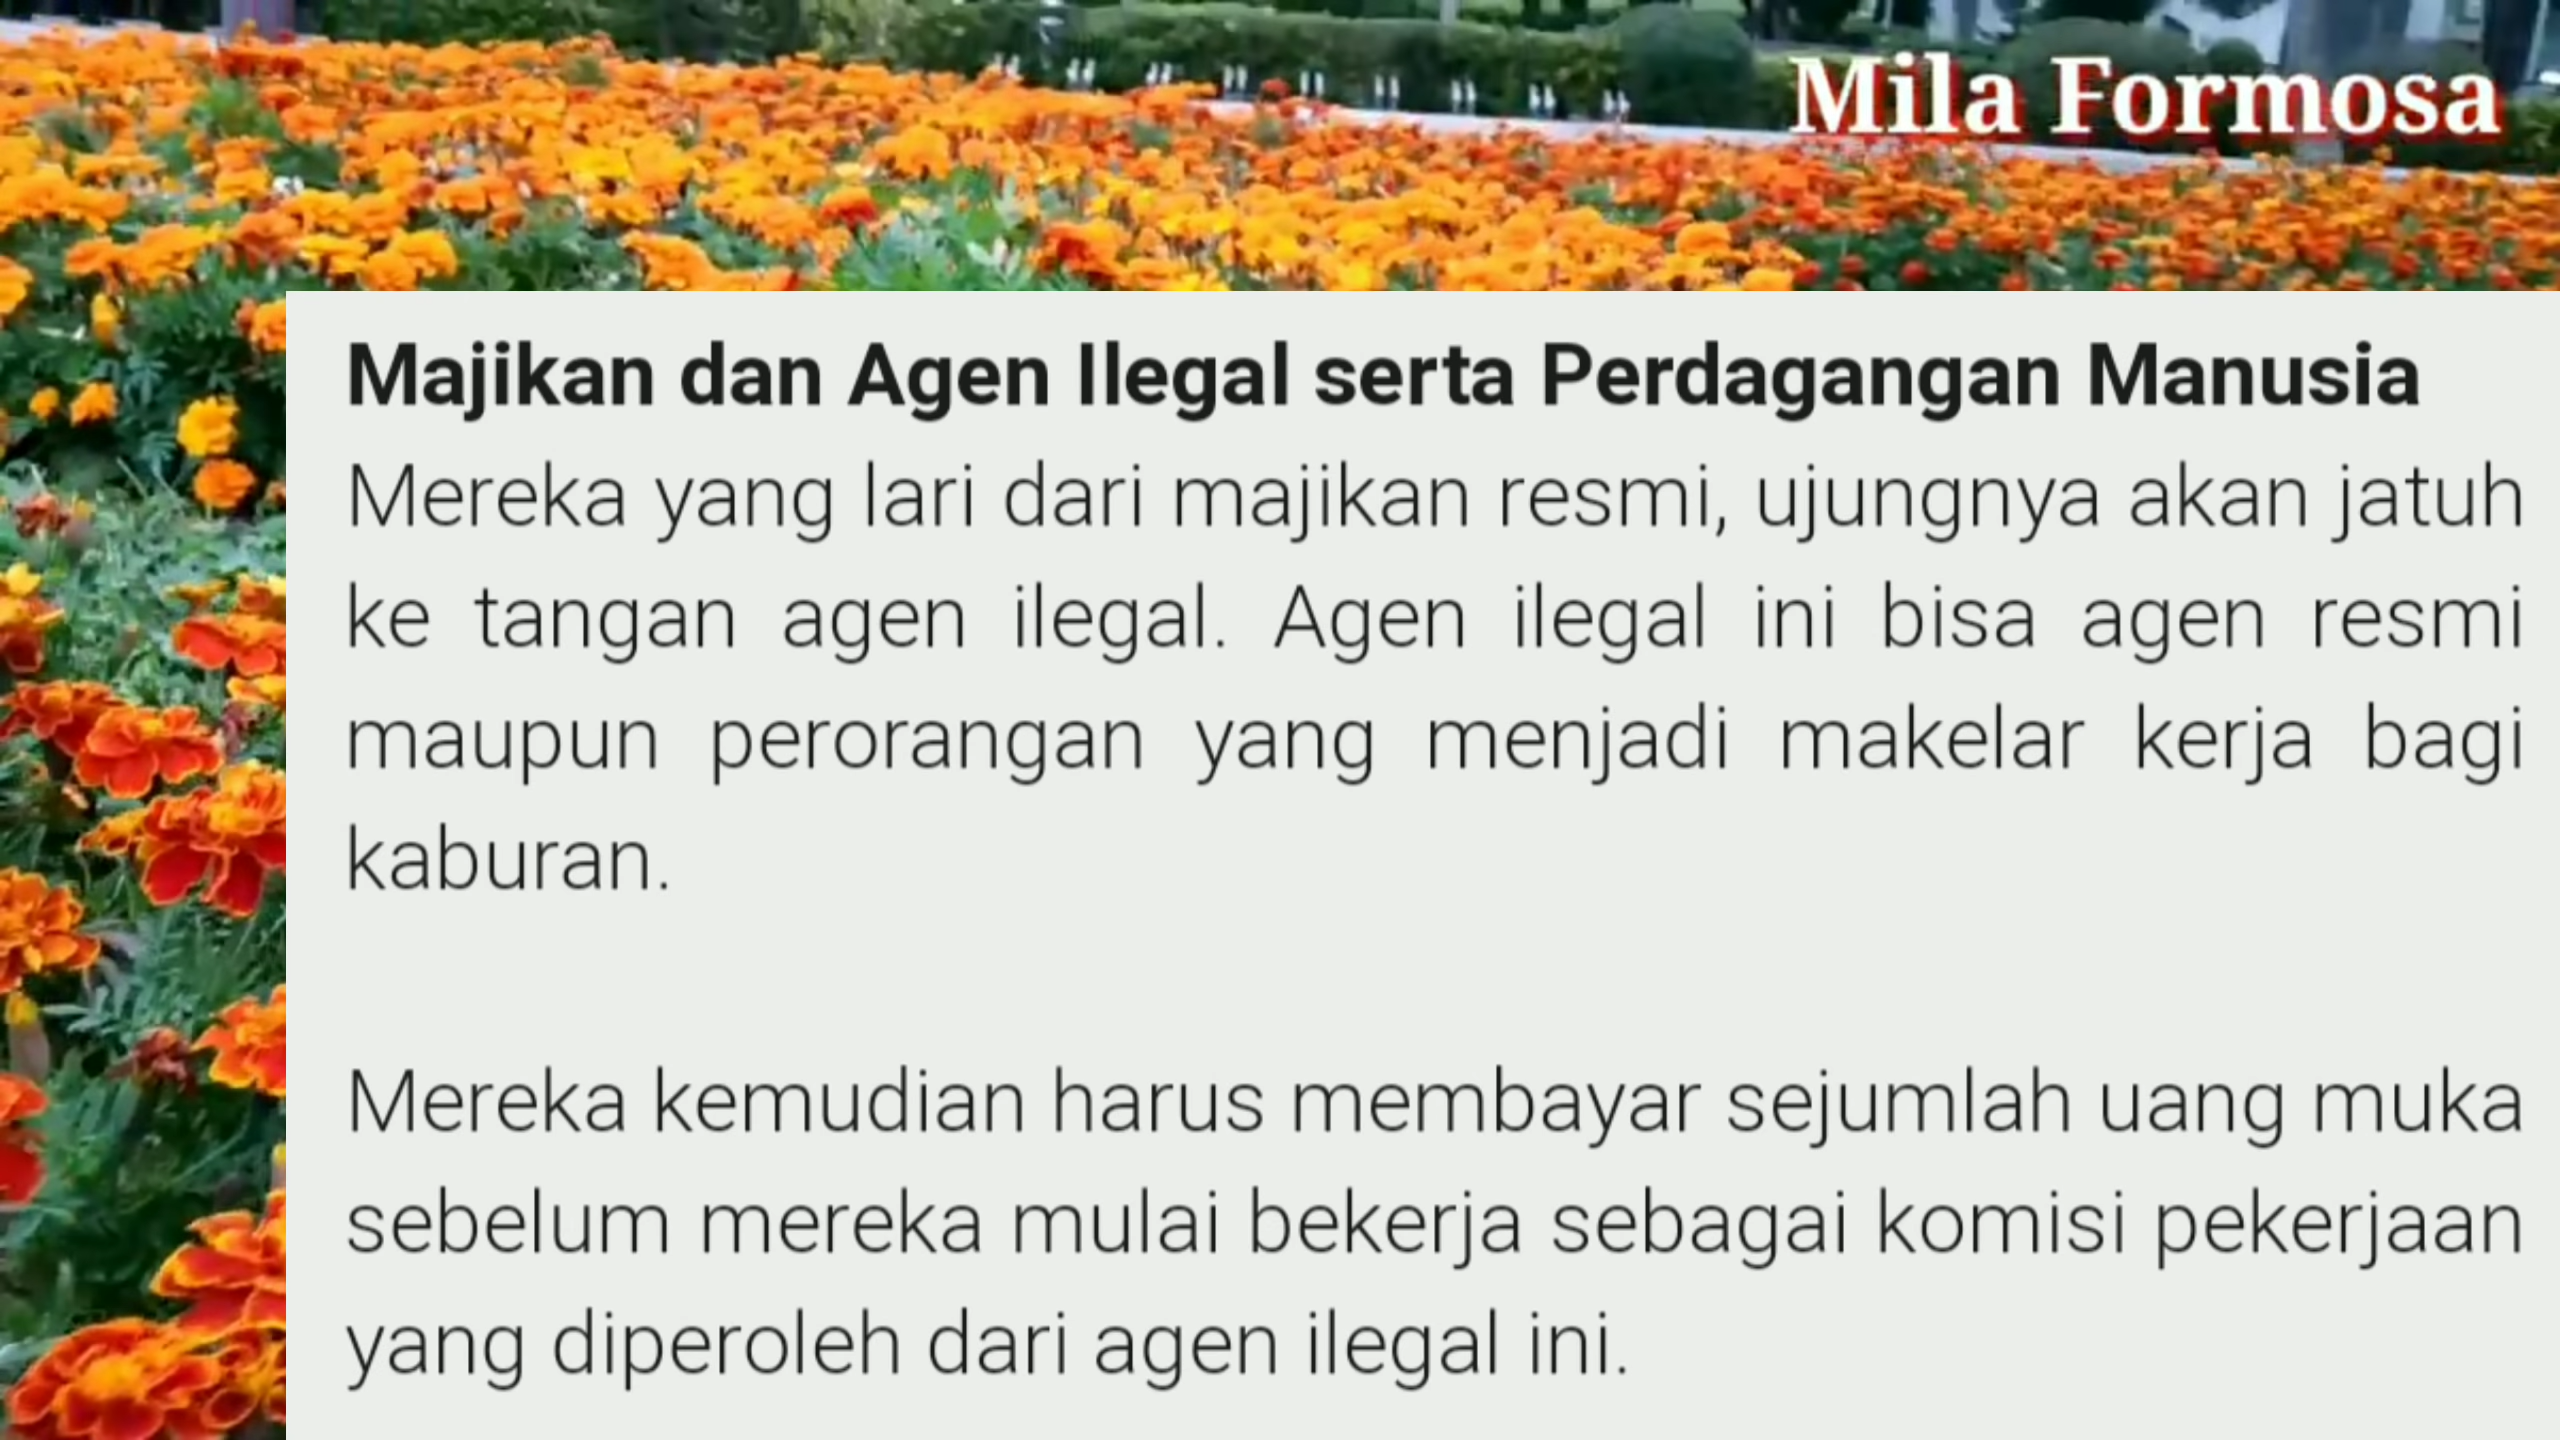 Mila Formosa
Majikan dan Agen Ilegal serta Perdagangan Manusia
Mereka yang lari dari majikan resmi, ujungnya akan jatuh
ke tangan agen ilegal. Agen ilegal ini bisa agen resmi
maupun perorangan yang menjadi makelar kerja bagi
kaburan.
Mereka kemudian harus membayar sejumlah uang muka
sebelum mereka mulai bekerja sebagai komisi pekerjaan
yang diperoleh dari agen ilegal ini.